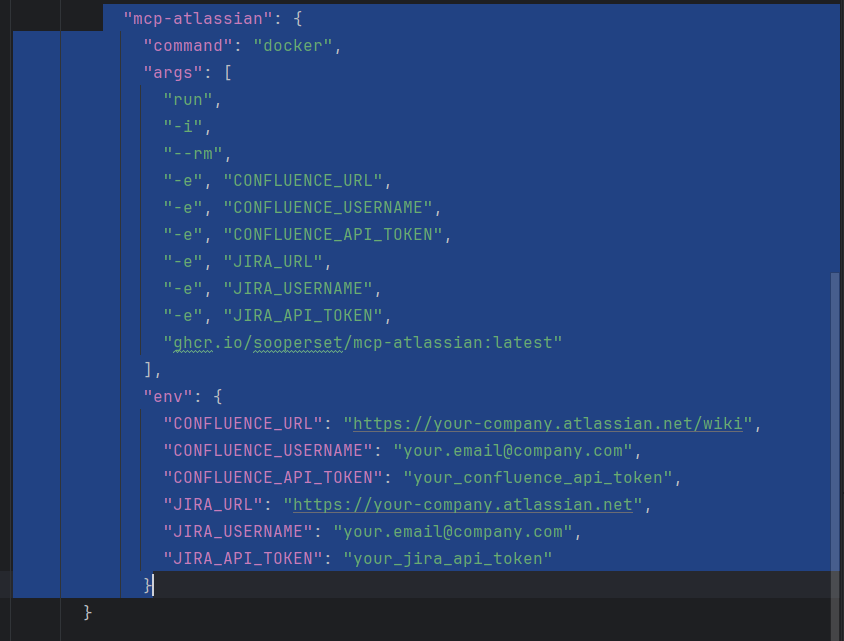 "mcp-atlassian": {
"command": "docker",
"args": [
"run",
"-i",
"--rm",
"-e", "CONFLUENCE_URL",
"-e", "CONFLUENCE_USERNAME",
"-e", "CONFLUENCE_API_TOKEN",
"-e", "JIRA_URL",
"-e", "JIRA_USERNAME",
"-e", "JIRA_API_TOKEN",
"ghcr.io/sooperset/mcp-atlassian:latest"
],
"env": {
"CONFLUENCE_URL": "https://your-company.atlassian.net/wiki",
"CONFLUENCE_USERNAME": "your.email@company.com",
"CONFLUENCE_API_TOKEN": "your_confluence_api_token",
"JIRA_URL": "https://your-company.atlassian.net",
"JIRA_USERNAME": "your.email@company.com",
"JIRA_API_TOKEN": "your_jira_api_token"
}
}